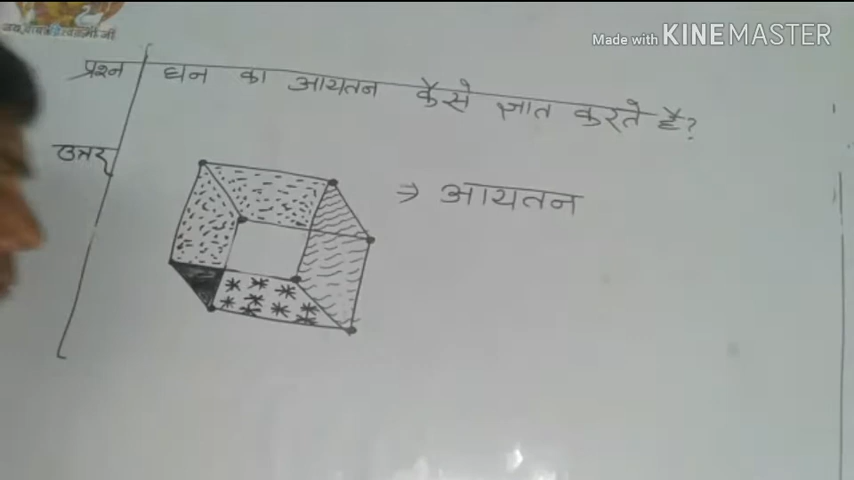 Made with KINEMASTER
प्रश्न घन का आयतन कैसे ज्ञात करते है?
उत्तर
⇒ आयतन